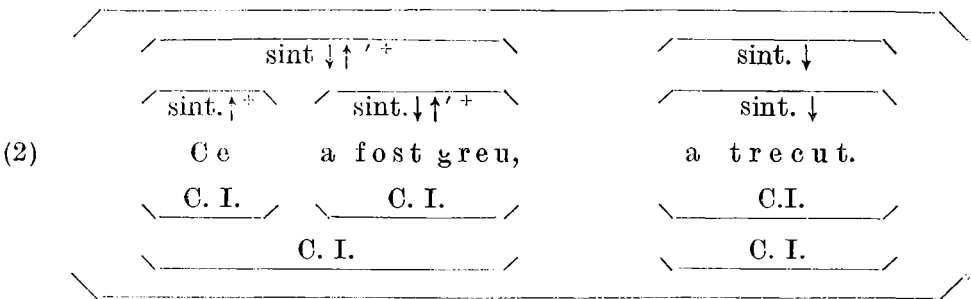 sint ↓↑′⁺ sint. ↓
sint.↑⁺ sint.↓↑′⁺ sint. ↓
(2) Ce a fost greu, a trecut.
C. I. C. I. C.I.
C. I. C. I.